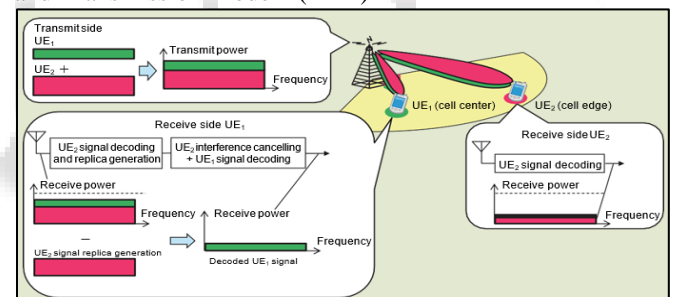 Transmit side
UE1
UE2 +
Transmit power
Frequency
UE1 (cell center)
UE2 (cell edge)
Receive side UE1
UE2 signal decoding
and replica generation
UE2 interference cancelling
+ UE1 signal decoding
Receive power
Frequency
−
UE2 signal replica generation
Receive power
Frequency
Decoded UE1 signal
Receive side UE2
UE2 signal decoding
Receive power
Frequency